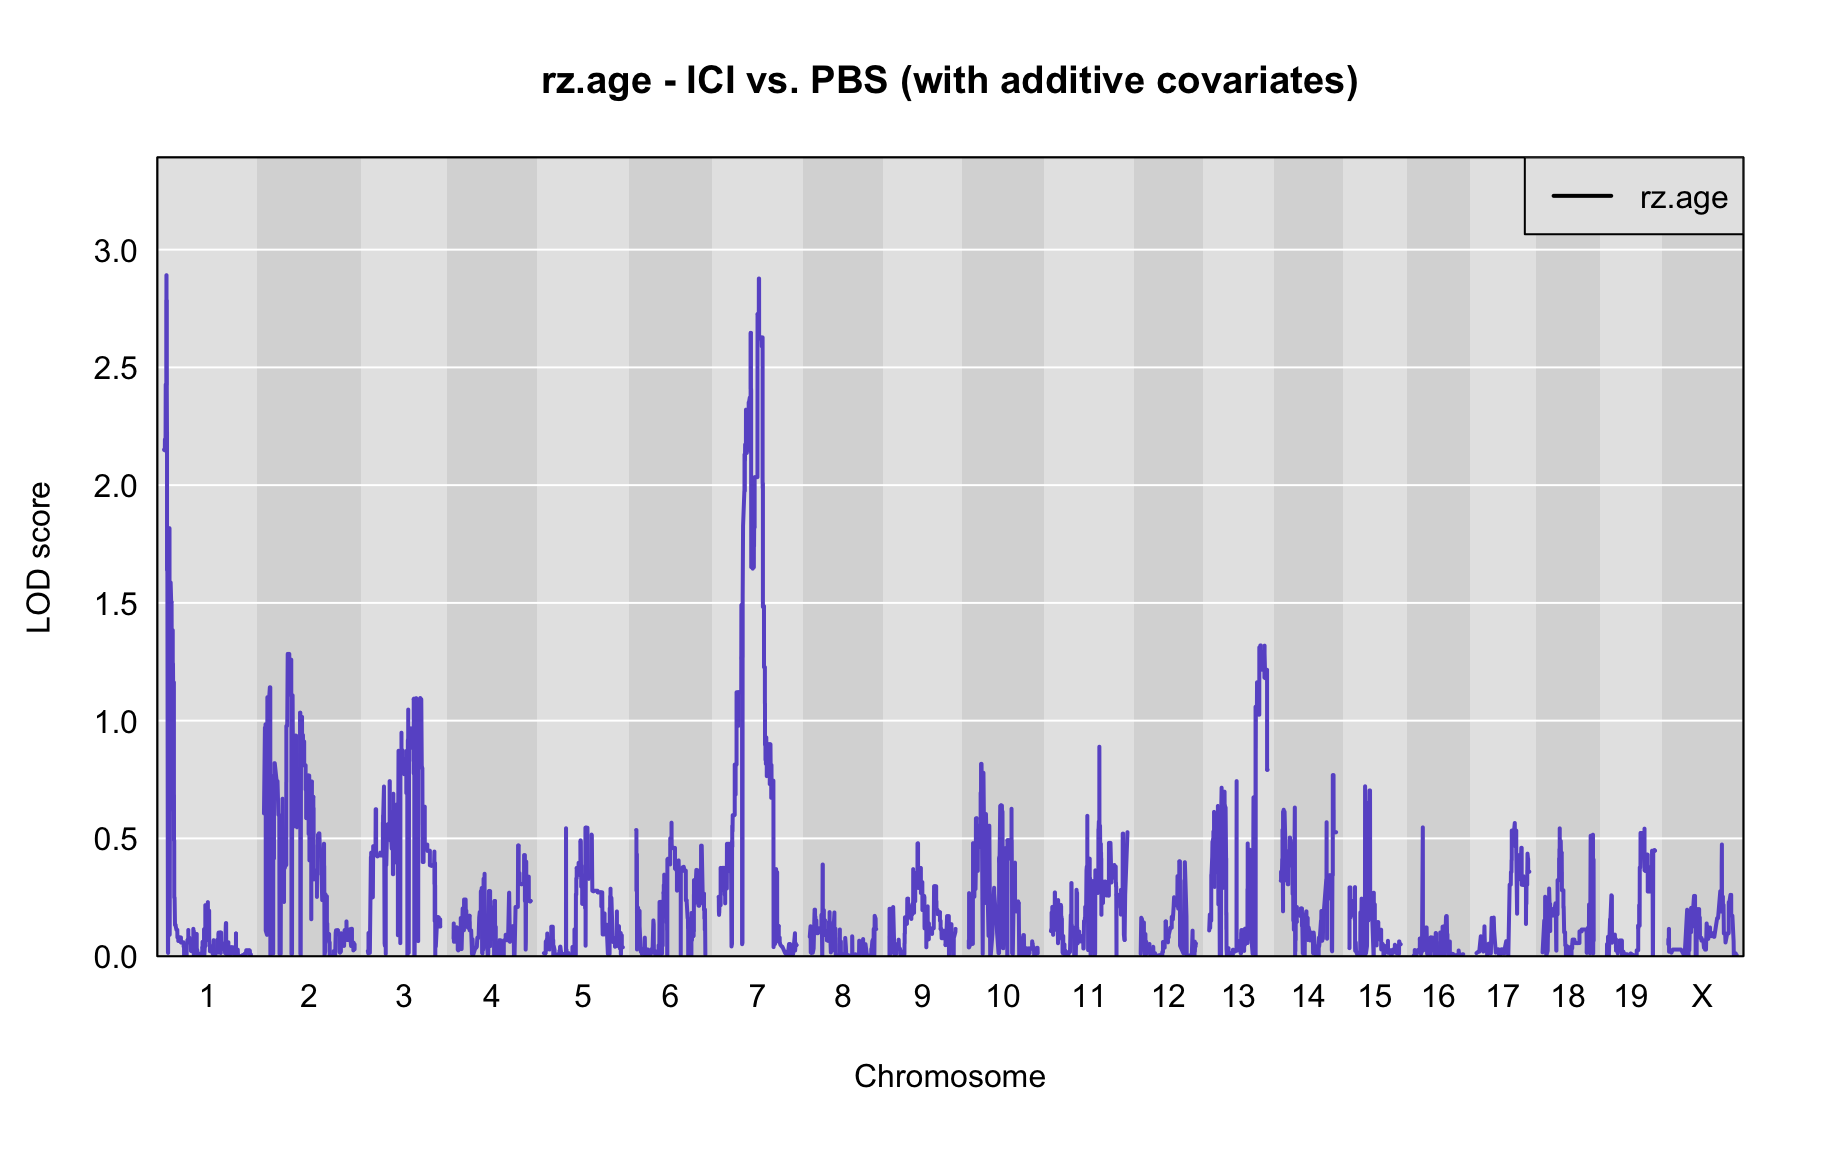 rz.age - ICI vs. PBS (with additive covariates)
rz.age
3.0
2.5
2.0
1.5
1.0
0.5
0.0
LOD score
1 2 3 4 5 6 7 8 9 10 11 12 13 14 15 16 17 18 19 X
Chromosome